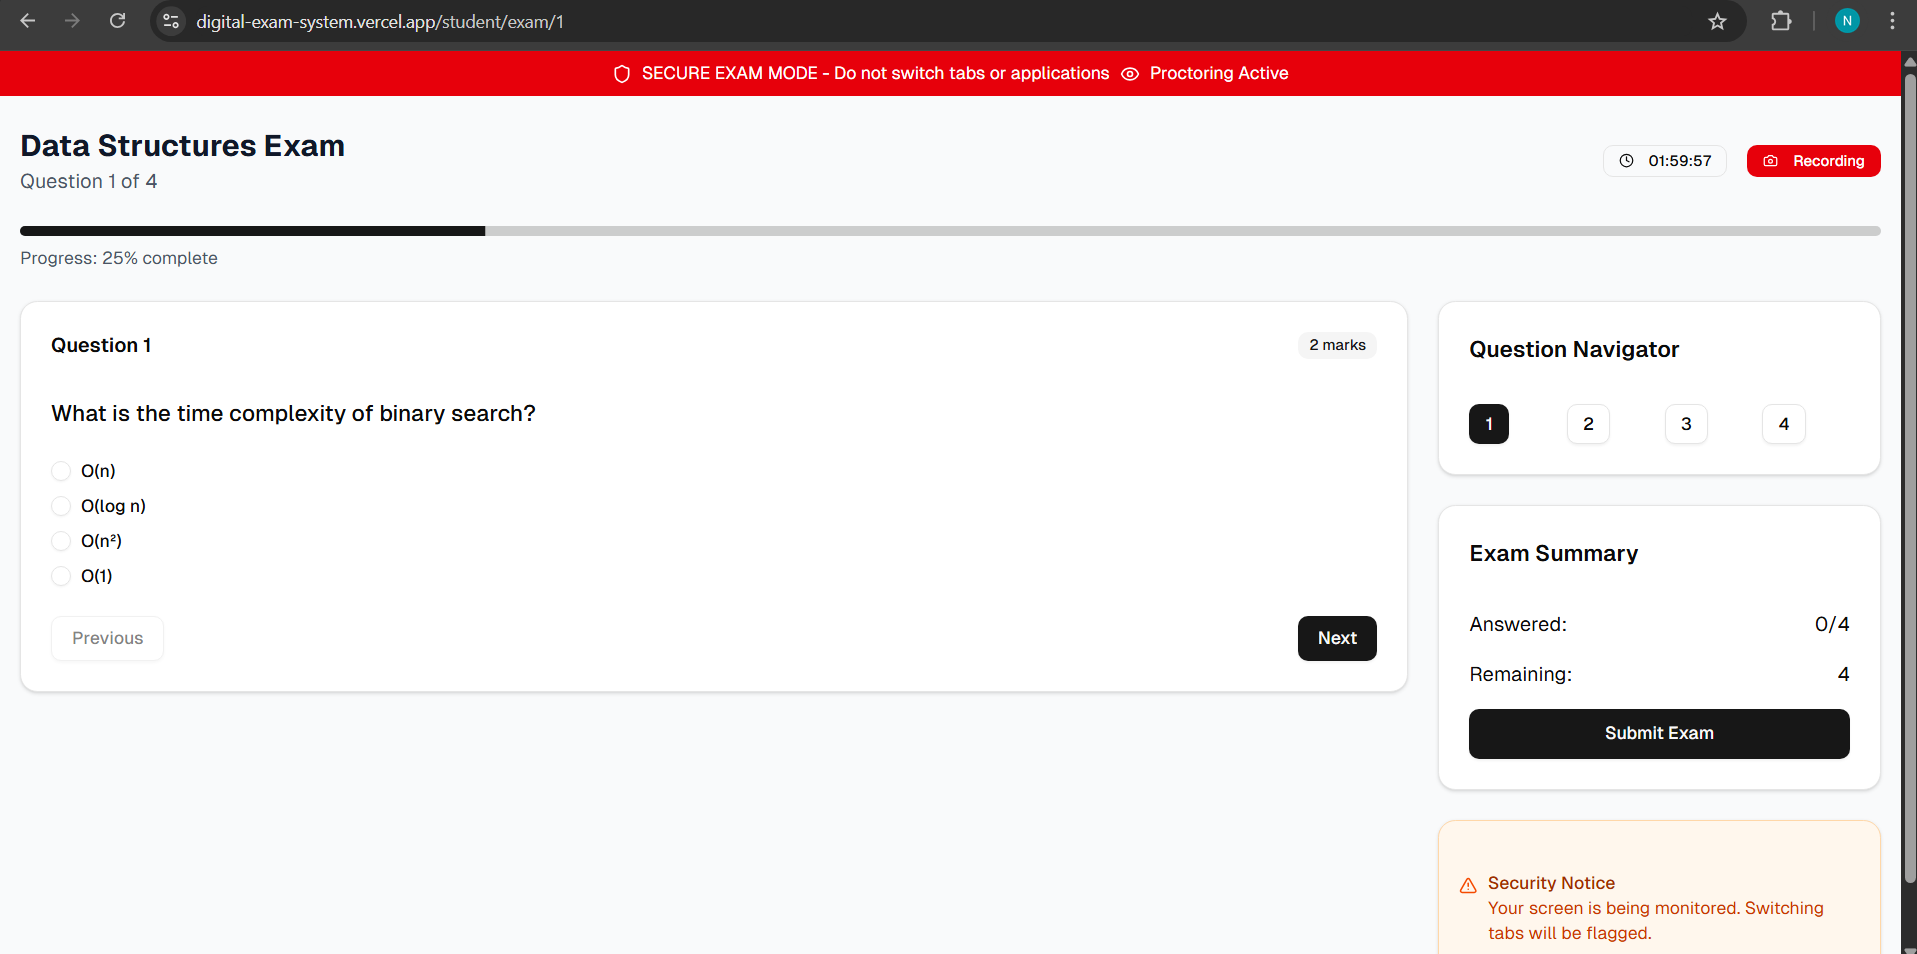 digital-exam-system.vercel.app/student/exam/1
N
SECURE EXAM MODE - Do not switch tabs or applications Proctoring Active
Data Structures Exam
Question 1 of 4
01:59:57
Recording
Progress: 25% complete
Question 1
2 marks
What is the time complexity of binary search?
O(n)
O(log n)
O(n²)
O(1)
Previous
Next
Question Navigator
1 2 3 4
Exam Summary
Answered: 0/4
Remaining: 4
Submit Exam
Security Notice
Your screen is being monitored. Switching
tabs will be flagged.